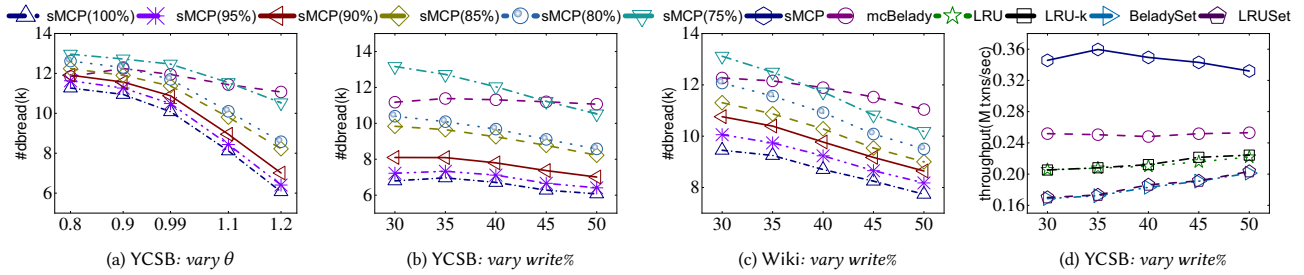 sMCP(100%) sMCP(95%) sMCP(90%) sMCP(85%) sMCP(80%) sMCP(75%) sMCP mcBelady LRU LRU-k BeladySet LRUSet
#dbread(k)
14
12
10
8
6
0.8 0.9 0.99 1.1 1.2
(a) YCSB: vary θ
#dbread(k)
14
12
10
8
6
30 35 40 45 50
(b) YCSB: vary write%
#dbread(k)
14
12
10
8
30 35 40 45 50
(c) Wiki: vary write%
throughput(M txns/sec)
0.36
0.32
0.28
0.24
0.20
0.16
30 35 40 45 50
(d) YCSB: vary write%